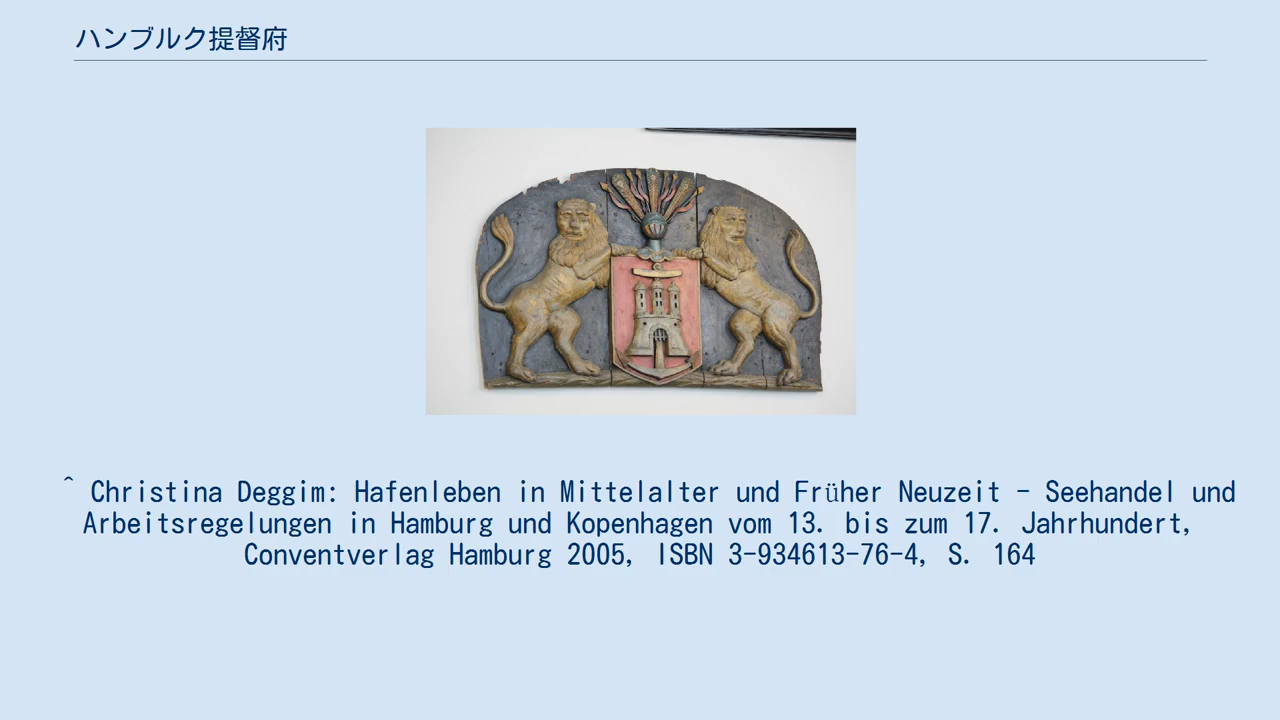 ハンブルク提督府
^ Christina Deggim: Hafenleben in Mittelalter und Früher Neuzeit - Seehandel und
Arbeitsregelungen in Hamburg und Kopenhagen vom 13. bis zum 17. Jahrhundert,
Conventverlag Hamburg 2005, ISBN 3-934613-76-4, S. 164